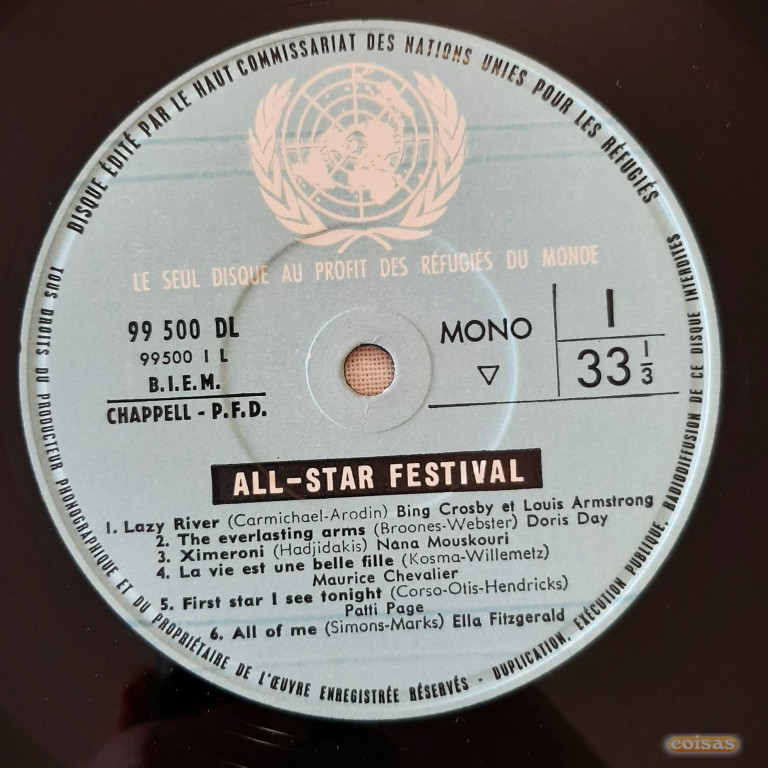 DISQUE ÉDITÉ PAR LE HAUT COMMISSARIAT DES NATIONS UNIES POUR LES RÉFUGIÉS
LE SEUL DISQUE AU PROFIT DES RÉFUGIÉS DU MONDE
99 500 DL
99500 1 L
B.I.E.M.
CHAPPELL - P.F.D.
MONO
▽
I
33 1/3
ALL-STAR FESTIVAL
1. Lazy River (Carmichael-Arodin) Bing Crosby et Louis Armstrong
2. The everlasting arms (Broones-Webster) Doris Day
3. Ximeroni (Hadjidakis) Nana Mouskouri
4. La vie est une belle fille (Kosma-Willemetz)
Maurice Chevalier
5. First star I see tonight (Corso-Otis-Hendricks)
Patti Page
6. All of me (Simons-Marks) Ella Fitzgerald
TOUS DROITS DU PRODUCTEUR PHONOGRAPHIQUE ET DU PROPRIÉTAIRE DE L'ŒUVRE ENREGISTRÉE RÉSERVÉS - DUPLICATION, EXÉCUTION PUBLIQUE, RADIODIFFUSION DE CE DISQUE INTERDITES
coisas